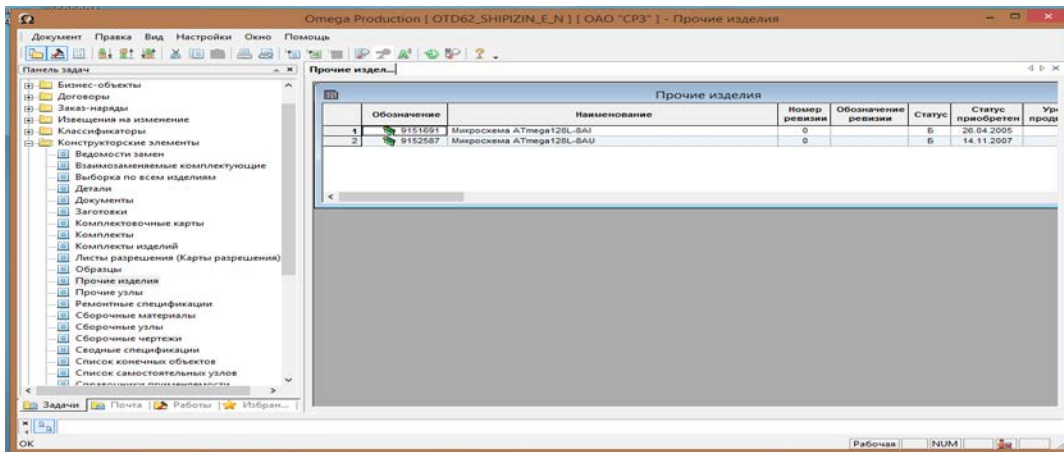 Omega Production [ OTD62_SHIPIZIN_E_N ] [ ОАО "СРЗ" ] - Прочие изделия
Документ Правка Вид Настройки Окно Помощь
Панель задач
Прочие издел...
Бизнес-объекты
Договоры
Заказ-наряды
Извещения на изменение
Классификаторы
Конструкторские элементы
Ведомости замен
Взаимозаменяемые комплектующие
Выборка по всем изделиям
Детали
Документы
Заготовки
Комплектовочные карты
Комплекты
Комплекты изделий
Листы разрешения (Карты разрешения)
Образцы
Прочие изделия
Прочие узлы
Ремонтные спецификации
Сборочные материалы
Сборочные узлы
Сборочные чертежи
Сводные спецификации
Список конечных объектов
Список самостоятельных узлов
Справочники применяемости
Задачи Почта Работы Избран...
Прочие изделия
Обозначение Наименование Номер ревизии Обозначение ревизии Статус Статус приобретен Уро проди
1 9151691 Микросхема ATmega128L-8AI 0 Б 26.04.2005
2 9152587 Микросхема ATmega128L-8AU 0 Б 14.11.2007
OK
Рабочая NUM